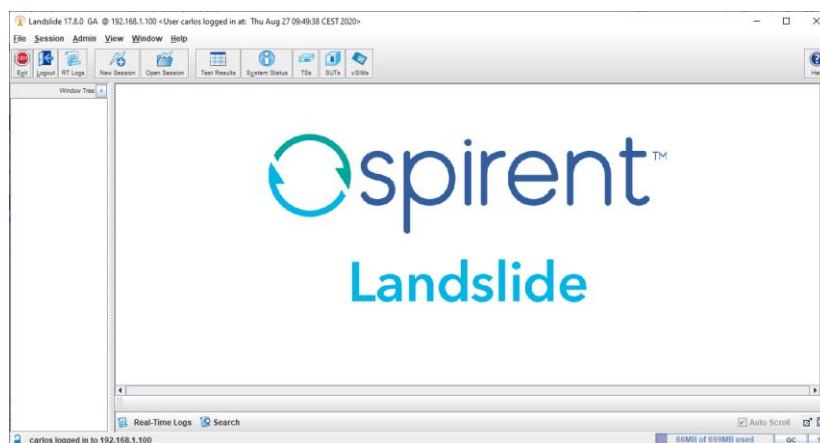 Landslide 17.8.0 GA @ 192.168.1.100 <User carlos logged in at: Thu Aug 27 09:49:38 CEST 2020>
File Session Admin View Window Help
Exit Logout RT Logs New Session Open Session Test Results System Status TSs SUTs vSIMs
Window Tree
spirent™
Landslide
Real-Time Logs Search Auto Scroll
carlos logged in to 192.168.1.100 66MB of 699MB used GC